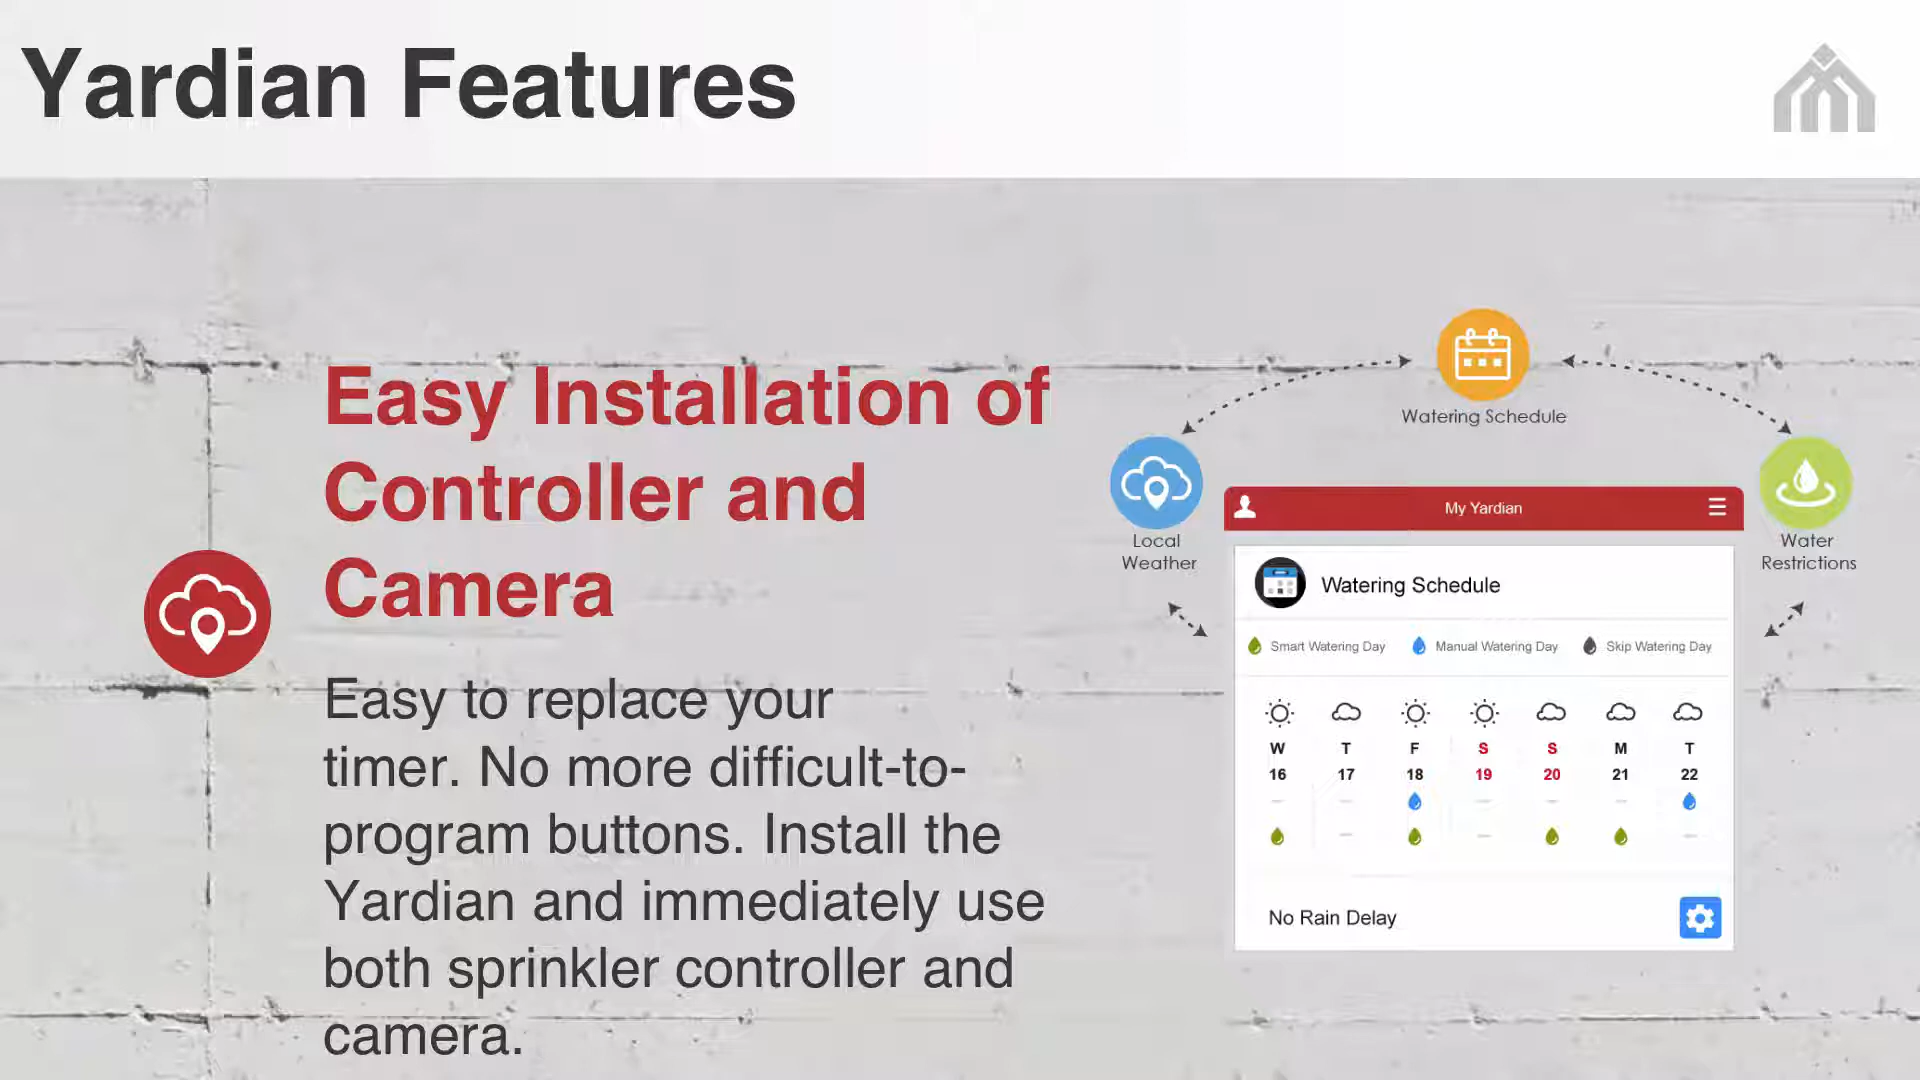 Yardian Features
Easy Installation of
Controller and
Camera
Easy to replace your
timer. No more difficult-to-
program buttons. Install the
Yardian and immediately use
both sprinkler controller and
camera.
Watering Schedule
Local
Weather
Water
Restrictions
My Yardian
Watering Schedule
Smart Watering Day Manual Watering Day Skip Watering Day
W T F S S M T
16 17 18 19 20 21 22
No Rain Delay